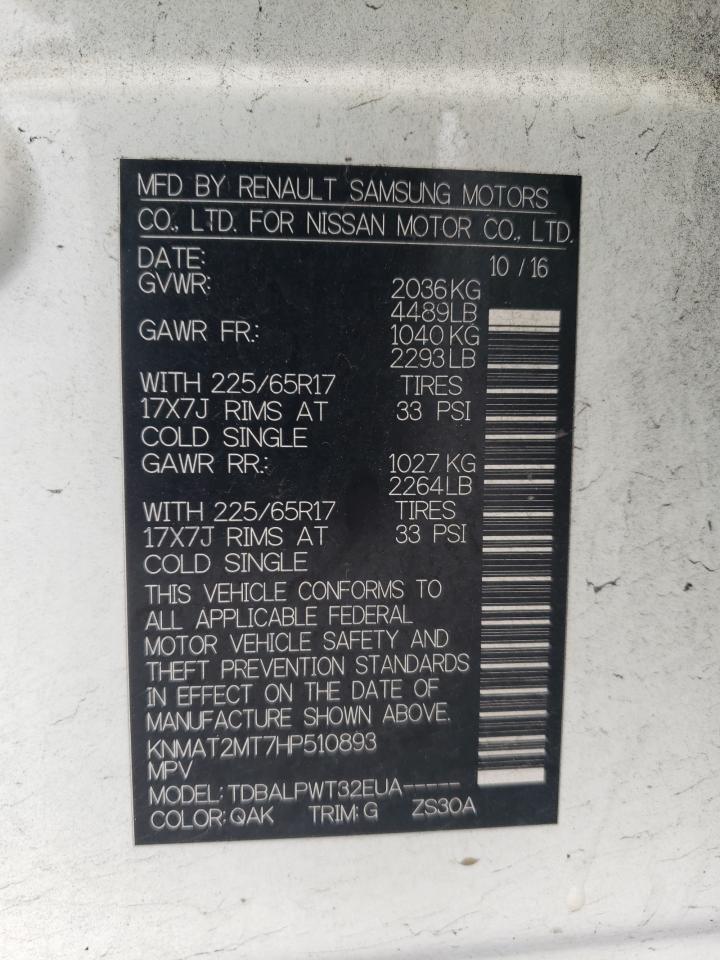 MFD BY RENAULT SAMSUNG MOTORS
CO., LTD. FOR NISSAN MOTOR CO., LTD.
DATE: 10 / 16
GVWR: 2036 KG
4489 LB
GAWR FR.: 1040 KG
2293 LB
WITH 225/65R17 TIRES
17X7J RIMS AT 33 PSI
COLD SINGLE
GAWR RR.: 1027 KG
2264 LB
WITH 225/65R17 TIRES
17X7J RIMS AT 33 PSI
COLD SINGLE
THIS VEHICLE CONFORMS TO
ALL APPLICABLE FEDERAL
MOTOR VEHICLE SAFETY AND
THEFT PREVENTION STANDARDS
IN EFFECT ON THE DATE OF
MANUFACTURE SHOWN ABOVE.
KNMAT2MT7HP510893
MPV
MODEL: TDBALPWT32EUA-----
COLOR: QAK TRIM: G ZS30A